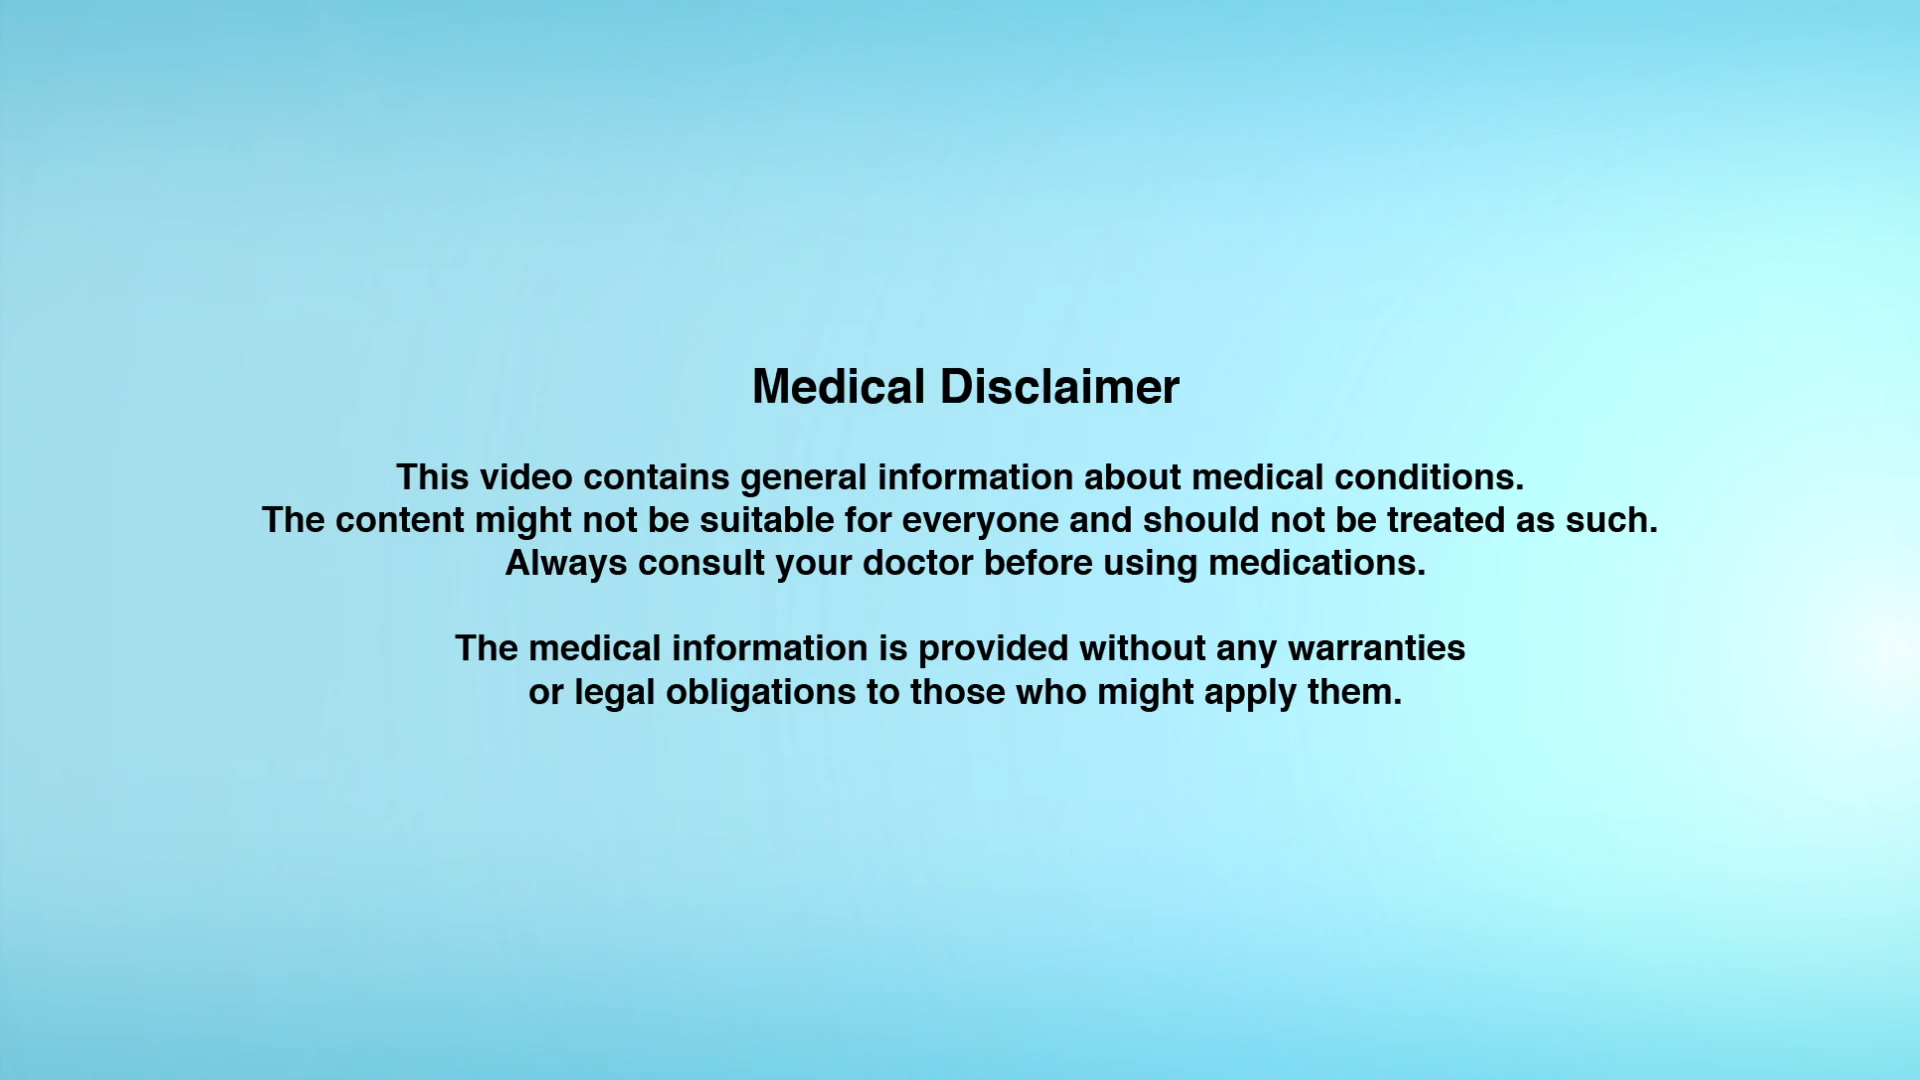 Medical Disclaimer
This video contains general information about medical conditions.
The content might not be suitable for everyone and should not be treated as such.
Always consult your doctor before using medications.
The medical information is provided without any warranties
or legal obligations to those who might apply them.